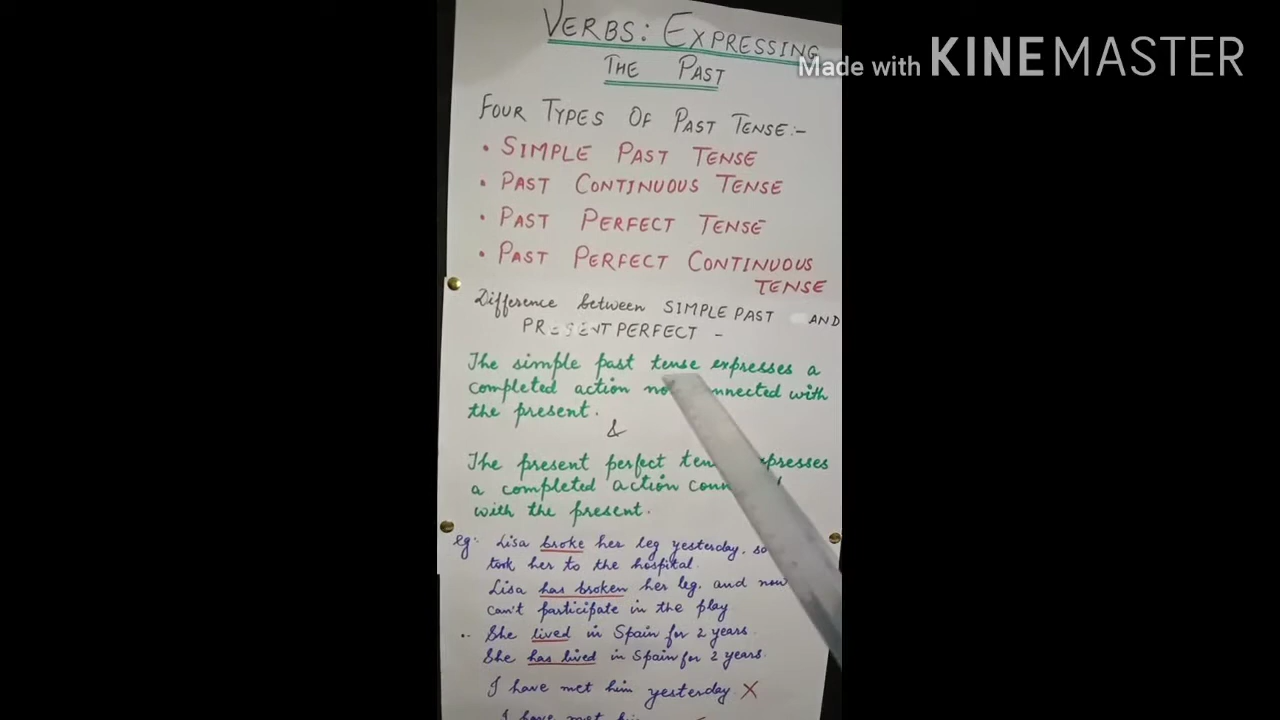 VERBS: EXPRESSING
THE PAST
Made with KINEMASTER
FOUR TYPES OF PAST TENSE:-
• SIMPLE PAST TENSE
• PAST CONTINUOUS TENSE
• PAST PERFECT TENSE
• PAST PERFECT CONTINUOUS
TENSE
Difference between SIMPLE PAST AND
PRESENT PERFECT -
The simple past tense expresses a
completed action connected with
the present.
&
The present perfect
a completed action
with the present.
eg: Lisa broke her leg yesterday, so
took her to the hospital.
Lisa has broken her leg, and now
can't participate in the play
.. She lived in Spain for 2 years.
She has lived in Spain for 2 years.
I have met him yesterday X
I have met